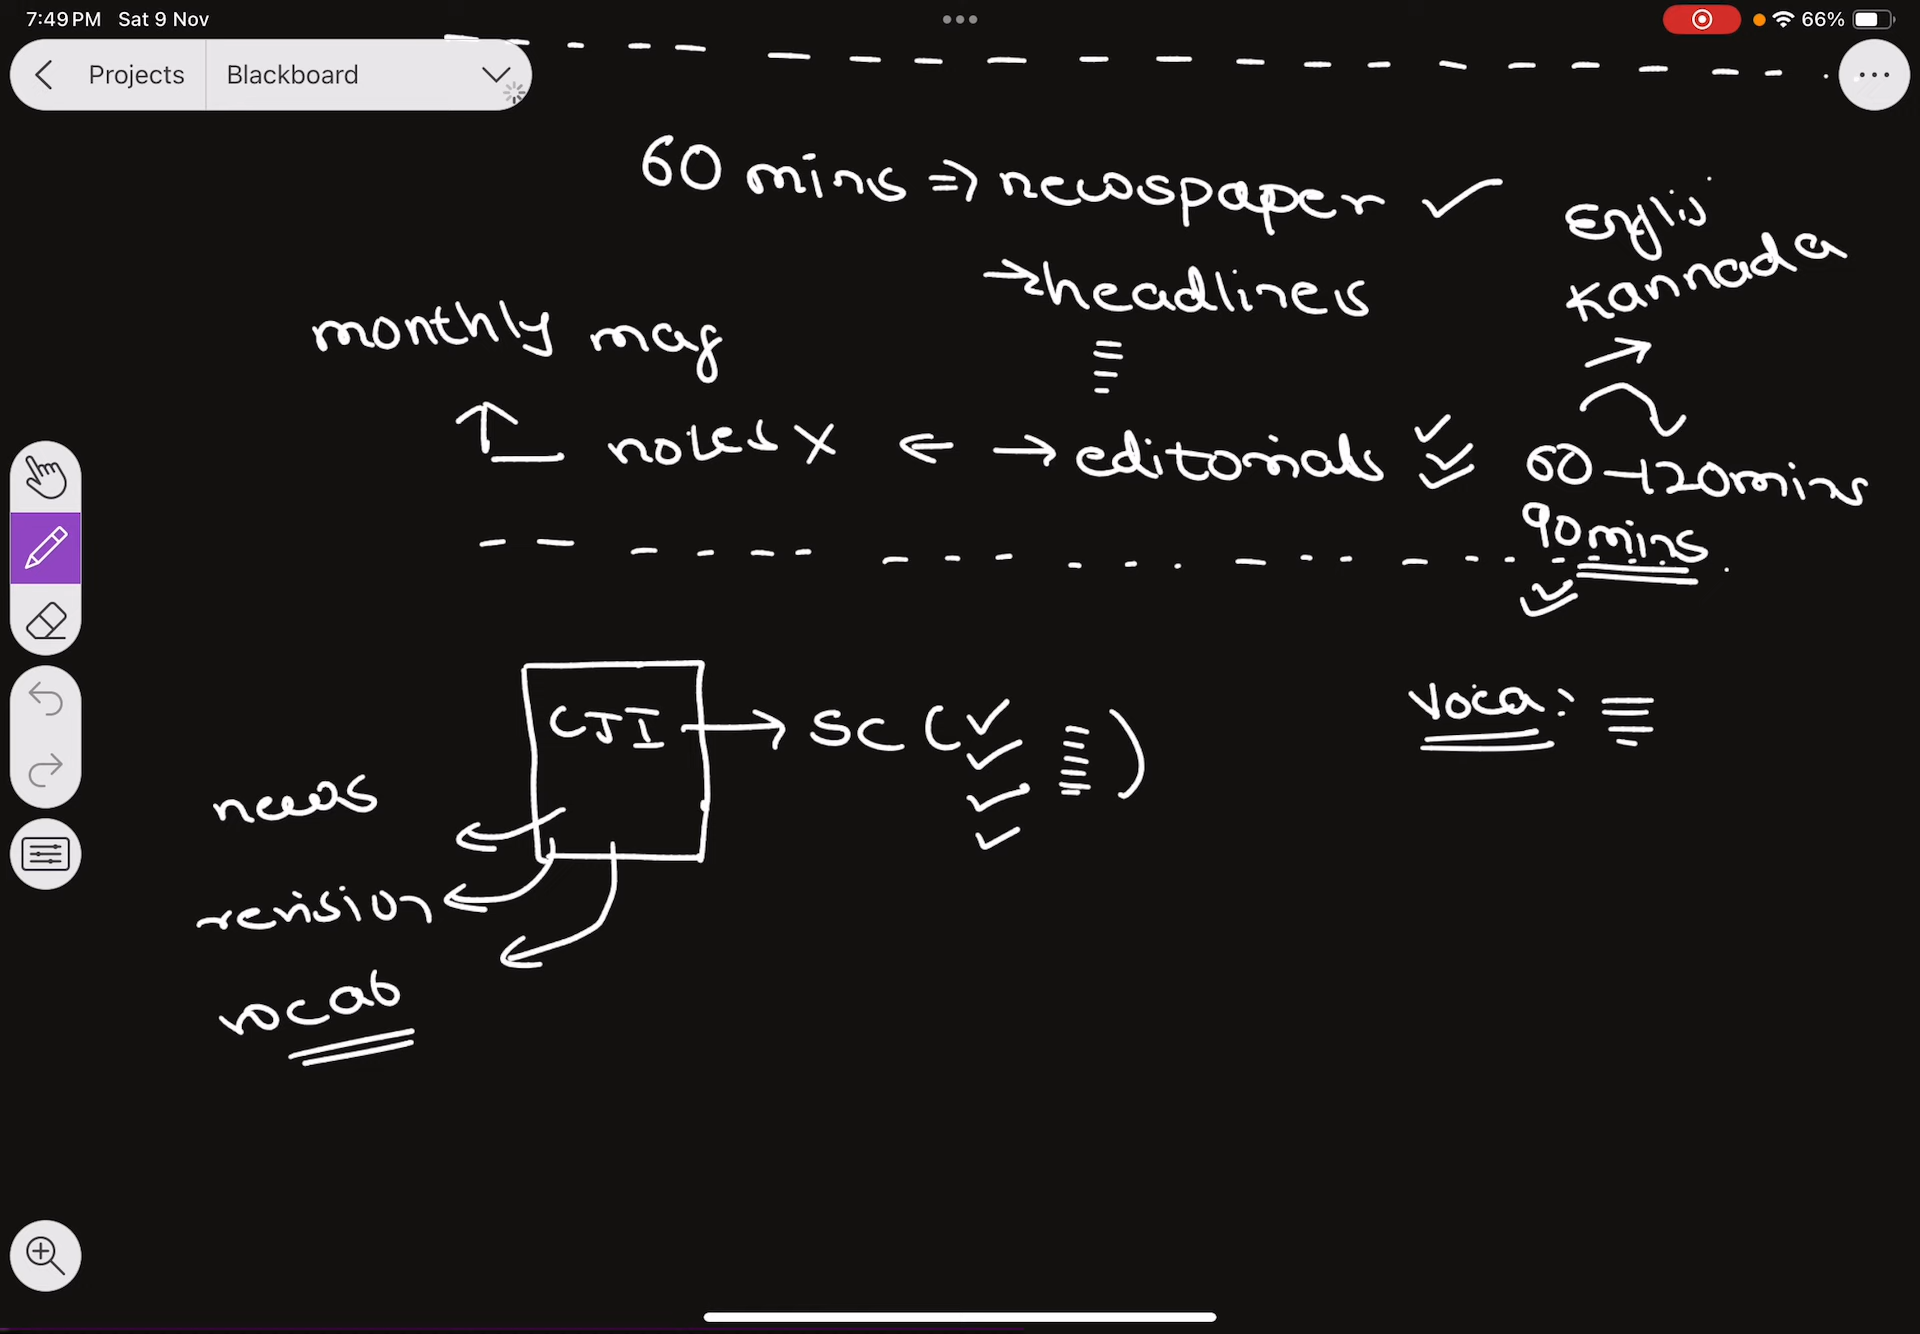 7:49 PM Sat 9 Nov
66%
Projects Blackboard
60 mins => newspaper ✓
Englis
Kannada
→ headlines
monthly mag
notes X ← → editorials
60-120mins
90mins
CJI → SC (
Voca:
news
revision
vocab